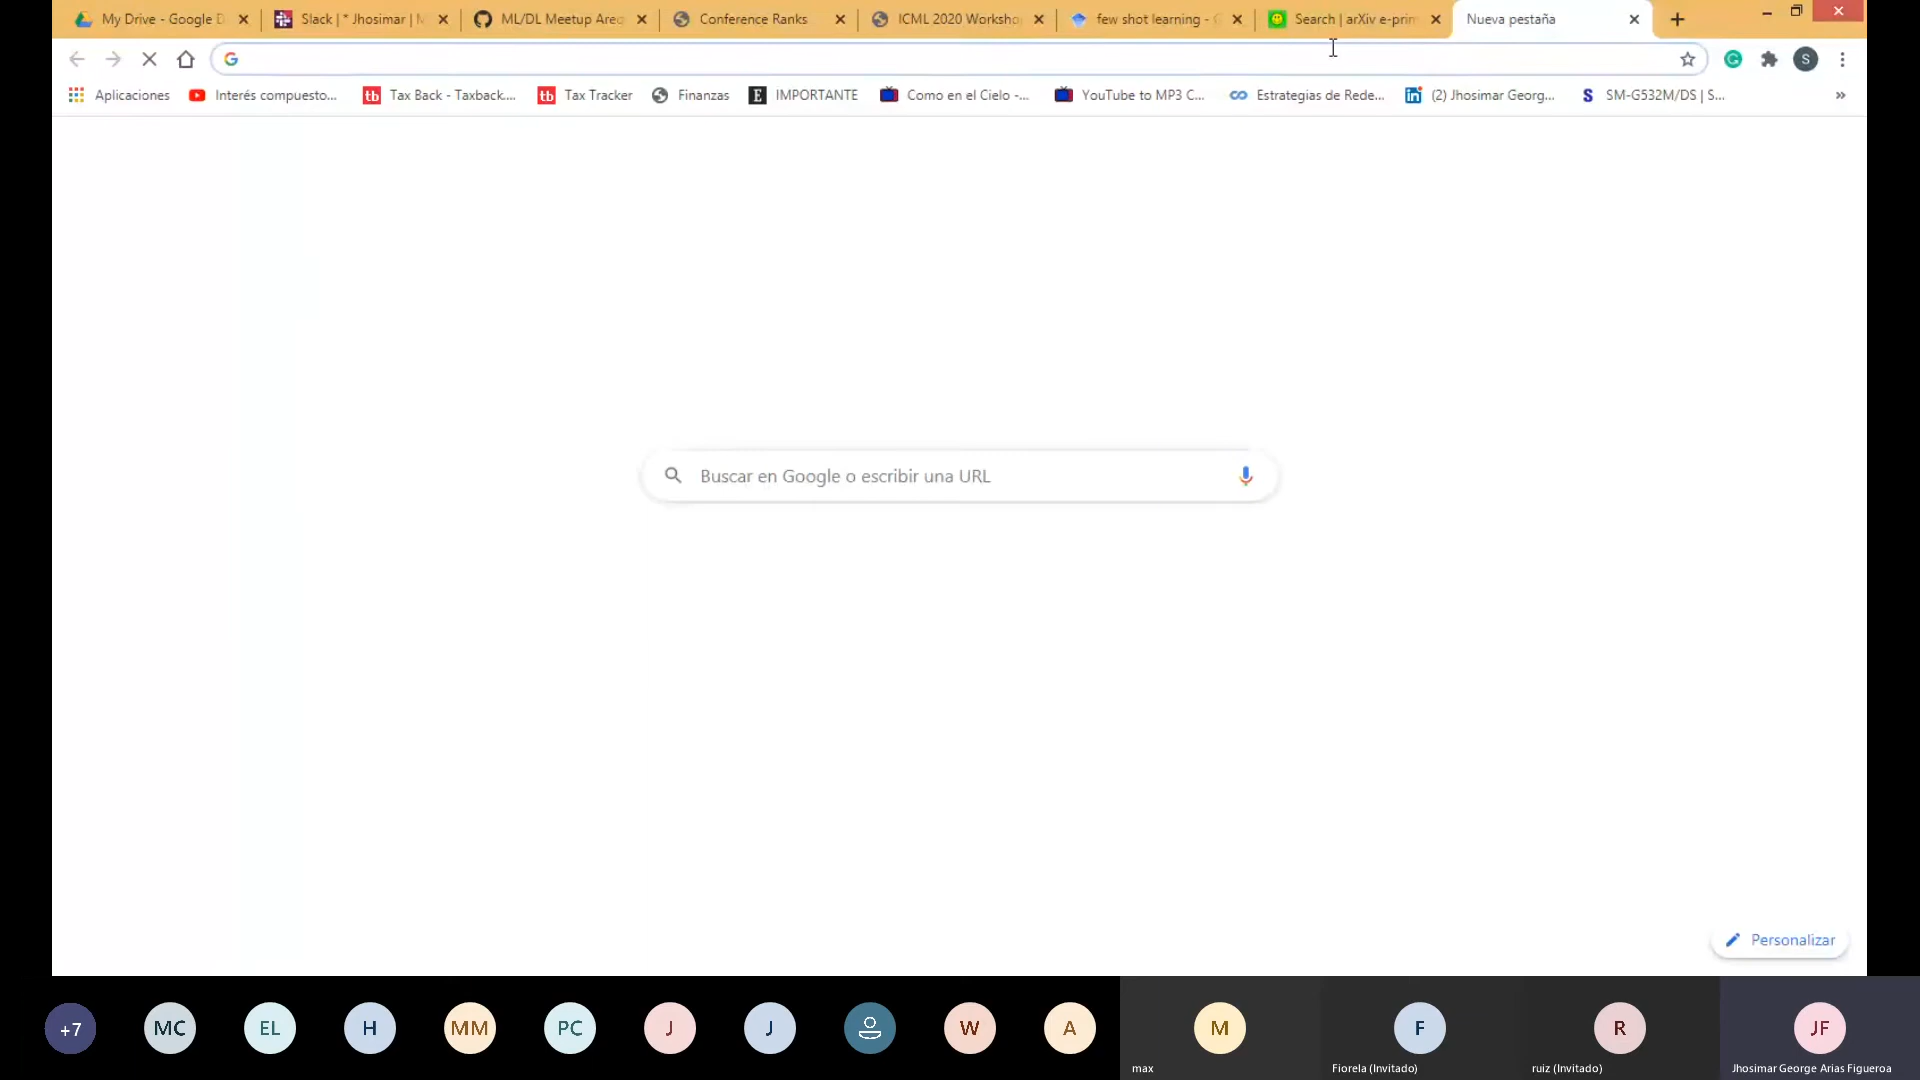 My Drive - Google D
Slack | * Jhosimar | M
ML/DL Meetup Areq
Conference Ranks
ICML 2020 Worksho
few shot learning - G
Search | arXiv e-prin
Nueva pestaña
S
Aplicaciones
Interés compuesto...
tb Tax Back - Taxback....
tb Tax Tracker
Finanzas
E IMPORTANTE
Como en el Cielo -...
YouTube to MP3 C...
Estrategias de Rede...
in (2) Jhosimar Georg...
S SM-G532M/DS | S...
»
Buscar en Google o escribir una URL
Personalizar
+7 MC EL H MM PC J J W A M F R JF
max Fiorela (Invitado) ruiz (Invitado) Jhosimar George Arias Figueroa